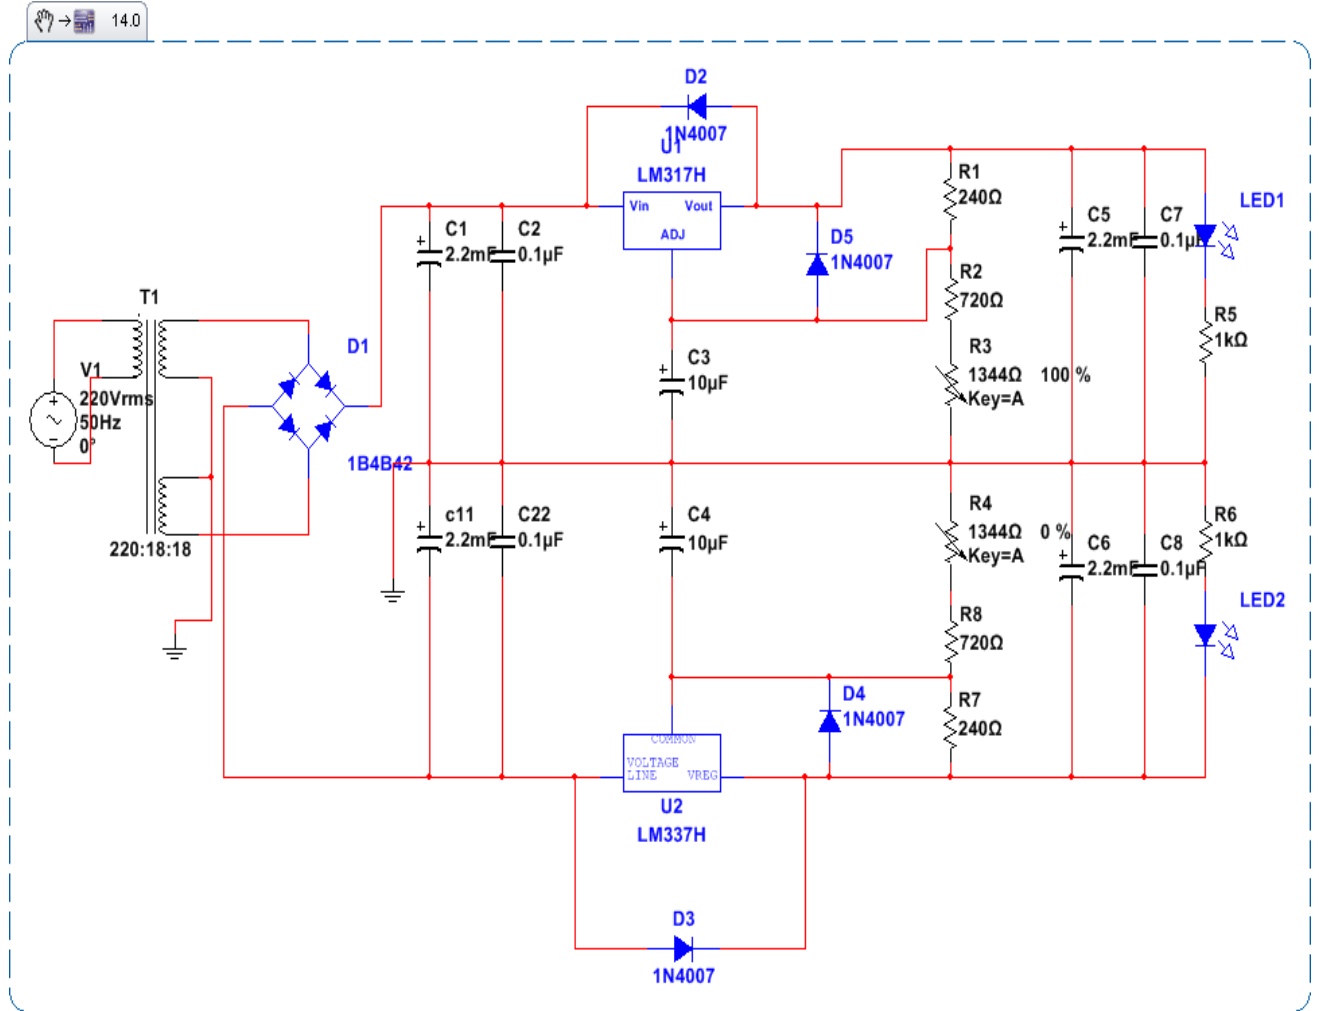 14.0
D2
1N4007
U1
LM317H
Vin
Vout
ADJ
D5
1N4007
R1
240Ω
C1
2.2mF
C2
0.1µF
C5
2.2mF
C7
0.1µF
LED1
R2
720Ω
T1
V1
220Vrms
50Hz
0°
D1
1B4B42
C3
10µF
R3
1344Ω
100 %
Key=A
R5
1kΩ
220:18:18
c11
2.2mF
C22
0.1µF
C4
10µF
R4
1344Ω
0 %
Key=A
C6
2.2mF
C8
0.1µF
R6
1kΩ
LED2
R8
720Ω
D4
1N4007
R7
240Ω
COMMON
VOLTAGE
LINE
VREG
U2
LM337H
D3
1N4007